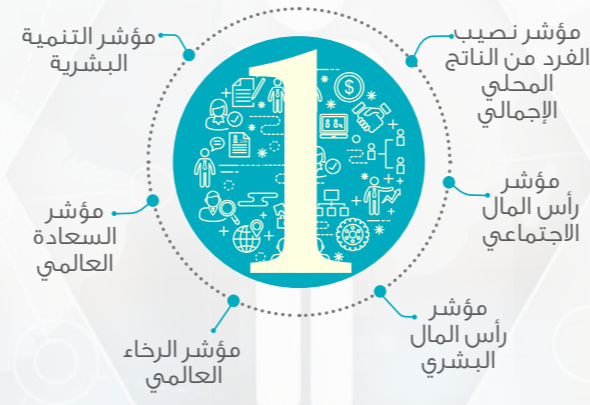 مؤشر نصيب
الفرد من الناتج
المحلي
الإجمالي
مؤشر
رأس المال
الاجتماعي
مؤشر
رأس المال
البشري
مؤشر التنمية
البشرية
مؤشر
السعادة
العالمي
مؤشر الرخاء
العالمي
1